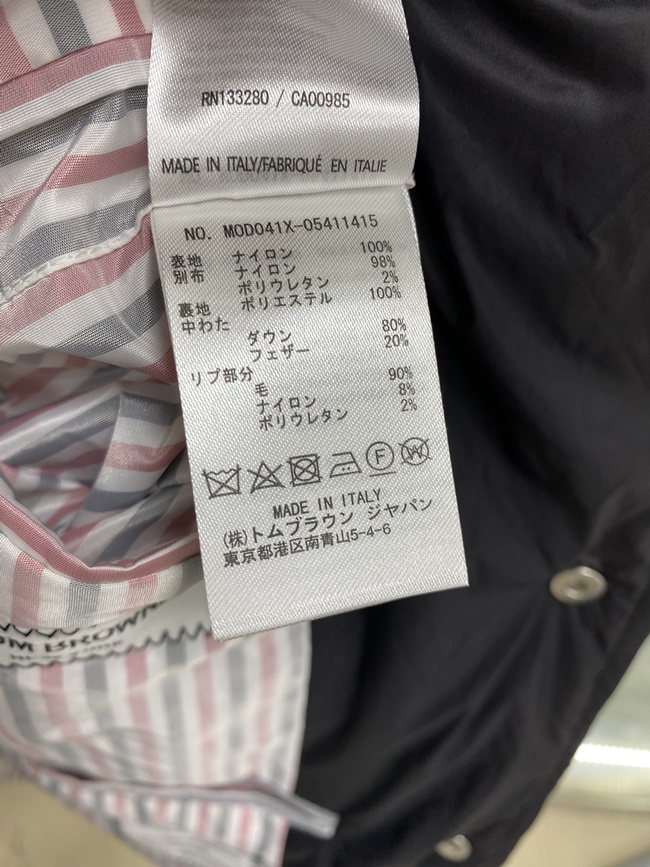 RN133280 / CA00985
MADE IN ITALY/FABRIQUÉ EN ITALIE
NO. MOD041X-05411415
表地 ナイロン 100%
別布 ナイロン 98%
ポリウレタン 2%
裏地 ポリエステル 100%
中わた
ダウン 80%
フェザー 20%
リブ部分
毛 90%
ナイロン 8%
ポリウレタン 2%
F W
MADE IN ITALY
(株)トムブラウン ジャパン
東京都港区南青山5-4-6
OM BROWN